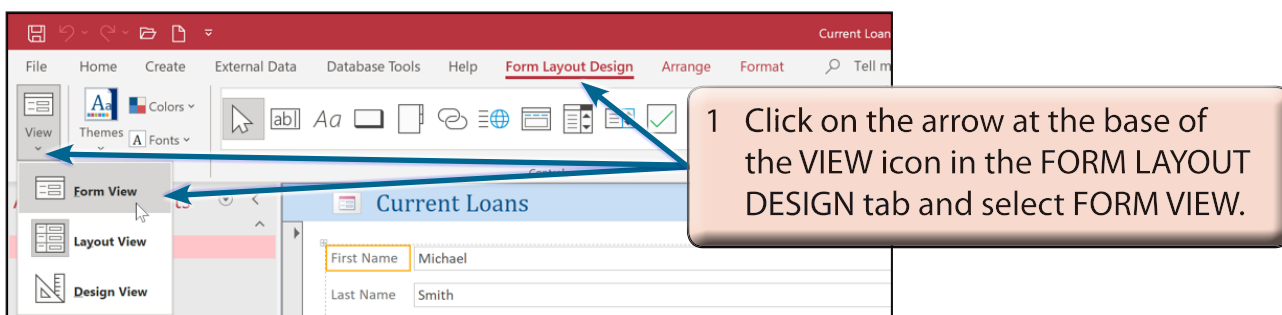 Current Loan
File Home Create External Data Database Tools Help Form Layout Design Arrange Format Tell m
View Themes Aa Colors Fonts A ab Aa
1 Click on the arrow at the base of
the VIEW icon in the FORM LAYOUT
DESIGN tab and select FORM VIEW.
Form View
Layout View
Design View
Current Loans
First Name Michael
Last Name Smith